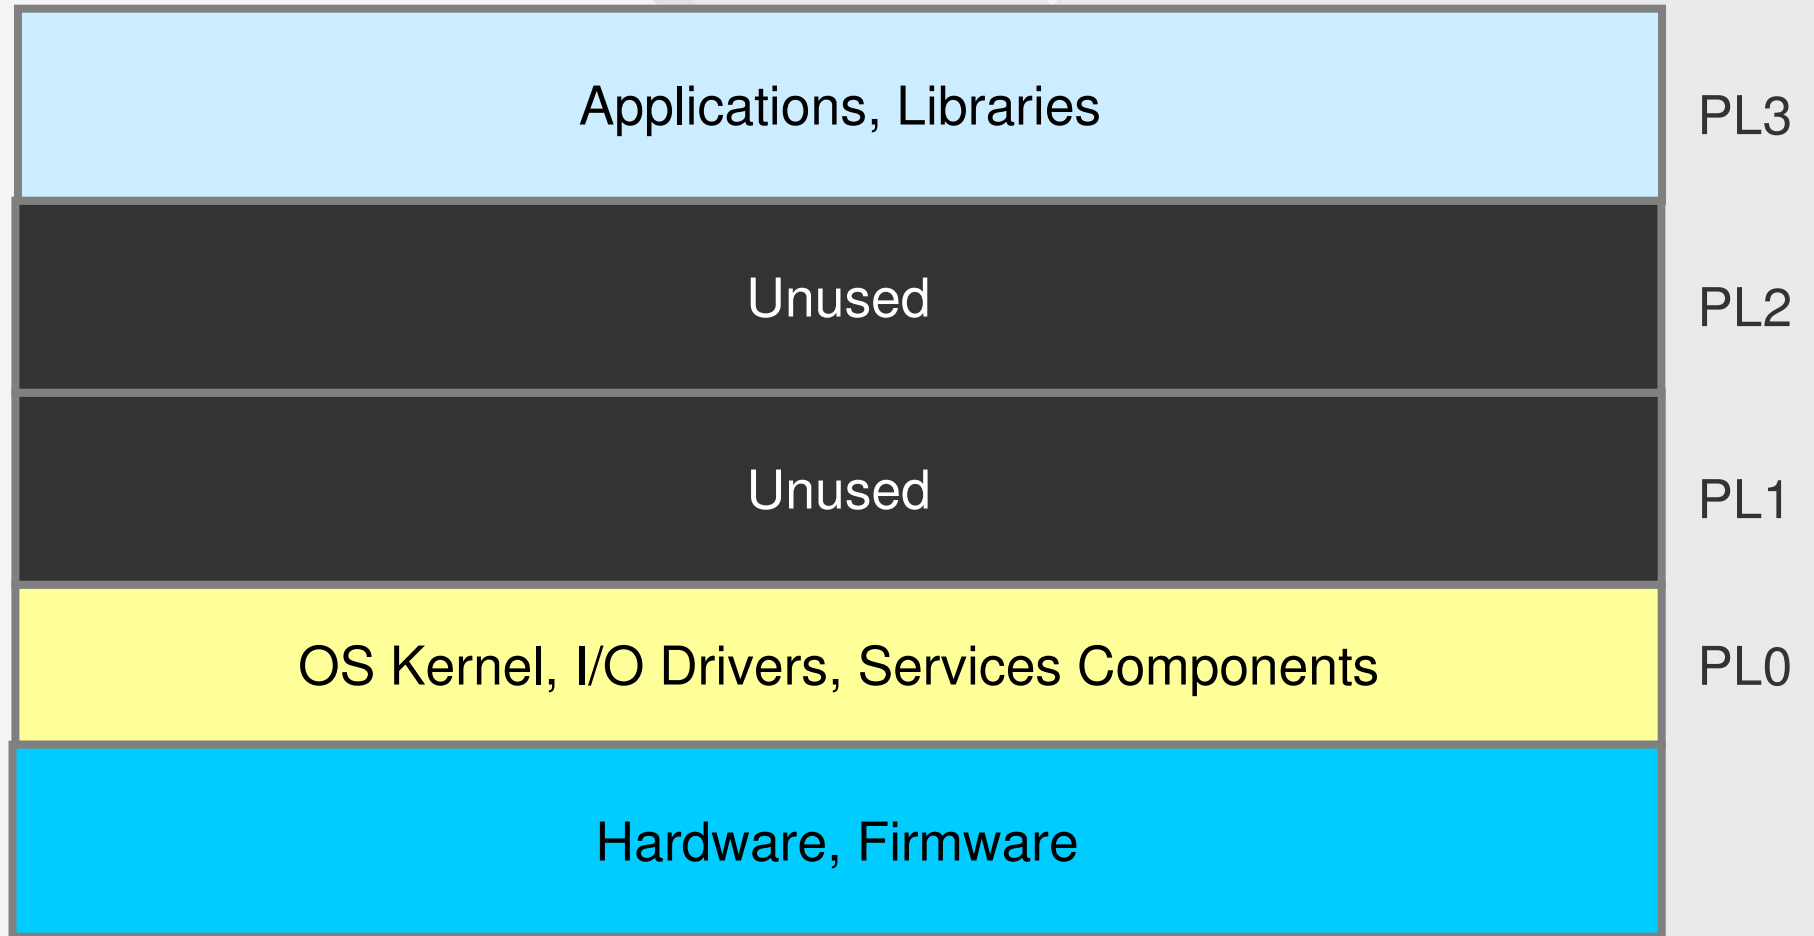 Applications, Libraries
PL3
Unused
PL2
Unused
PL1
OS Kernel, I/O Drivers, Services Components
PL0
Hardware, Firmware